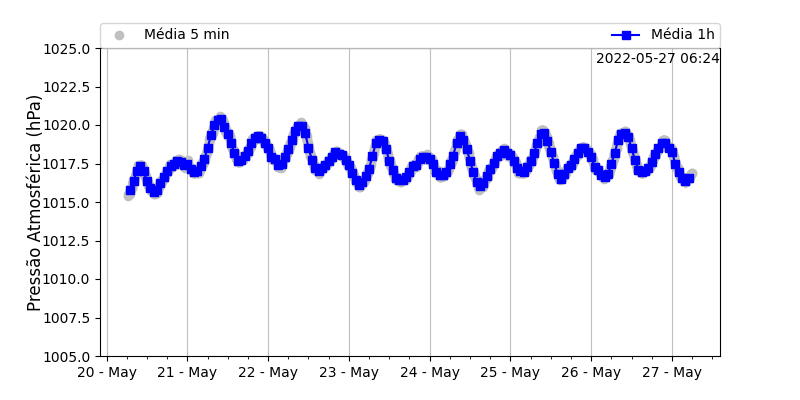 Média 5 min
Média 1h
2022-05-27 06:24
Pressão Atmosférica (hPa)
1025.0
1022.5
1020.0
1017.5
1015.0
1012.5
1010.0
1007.5
1005.0
20 - May
21 - May
22 - May
23 - May
24 - May
25 - May
26 - May
27 - May